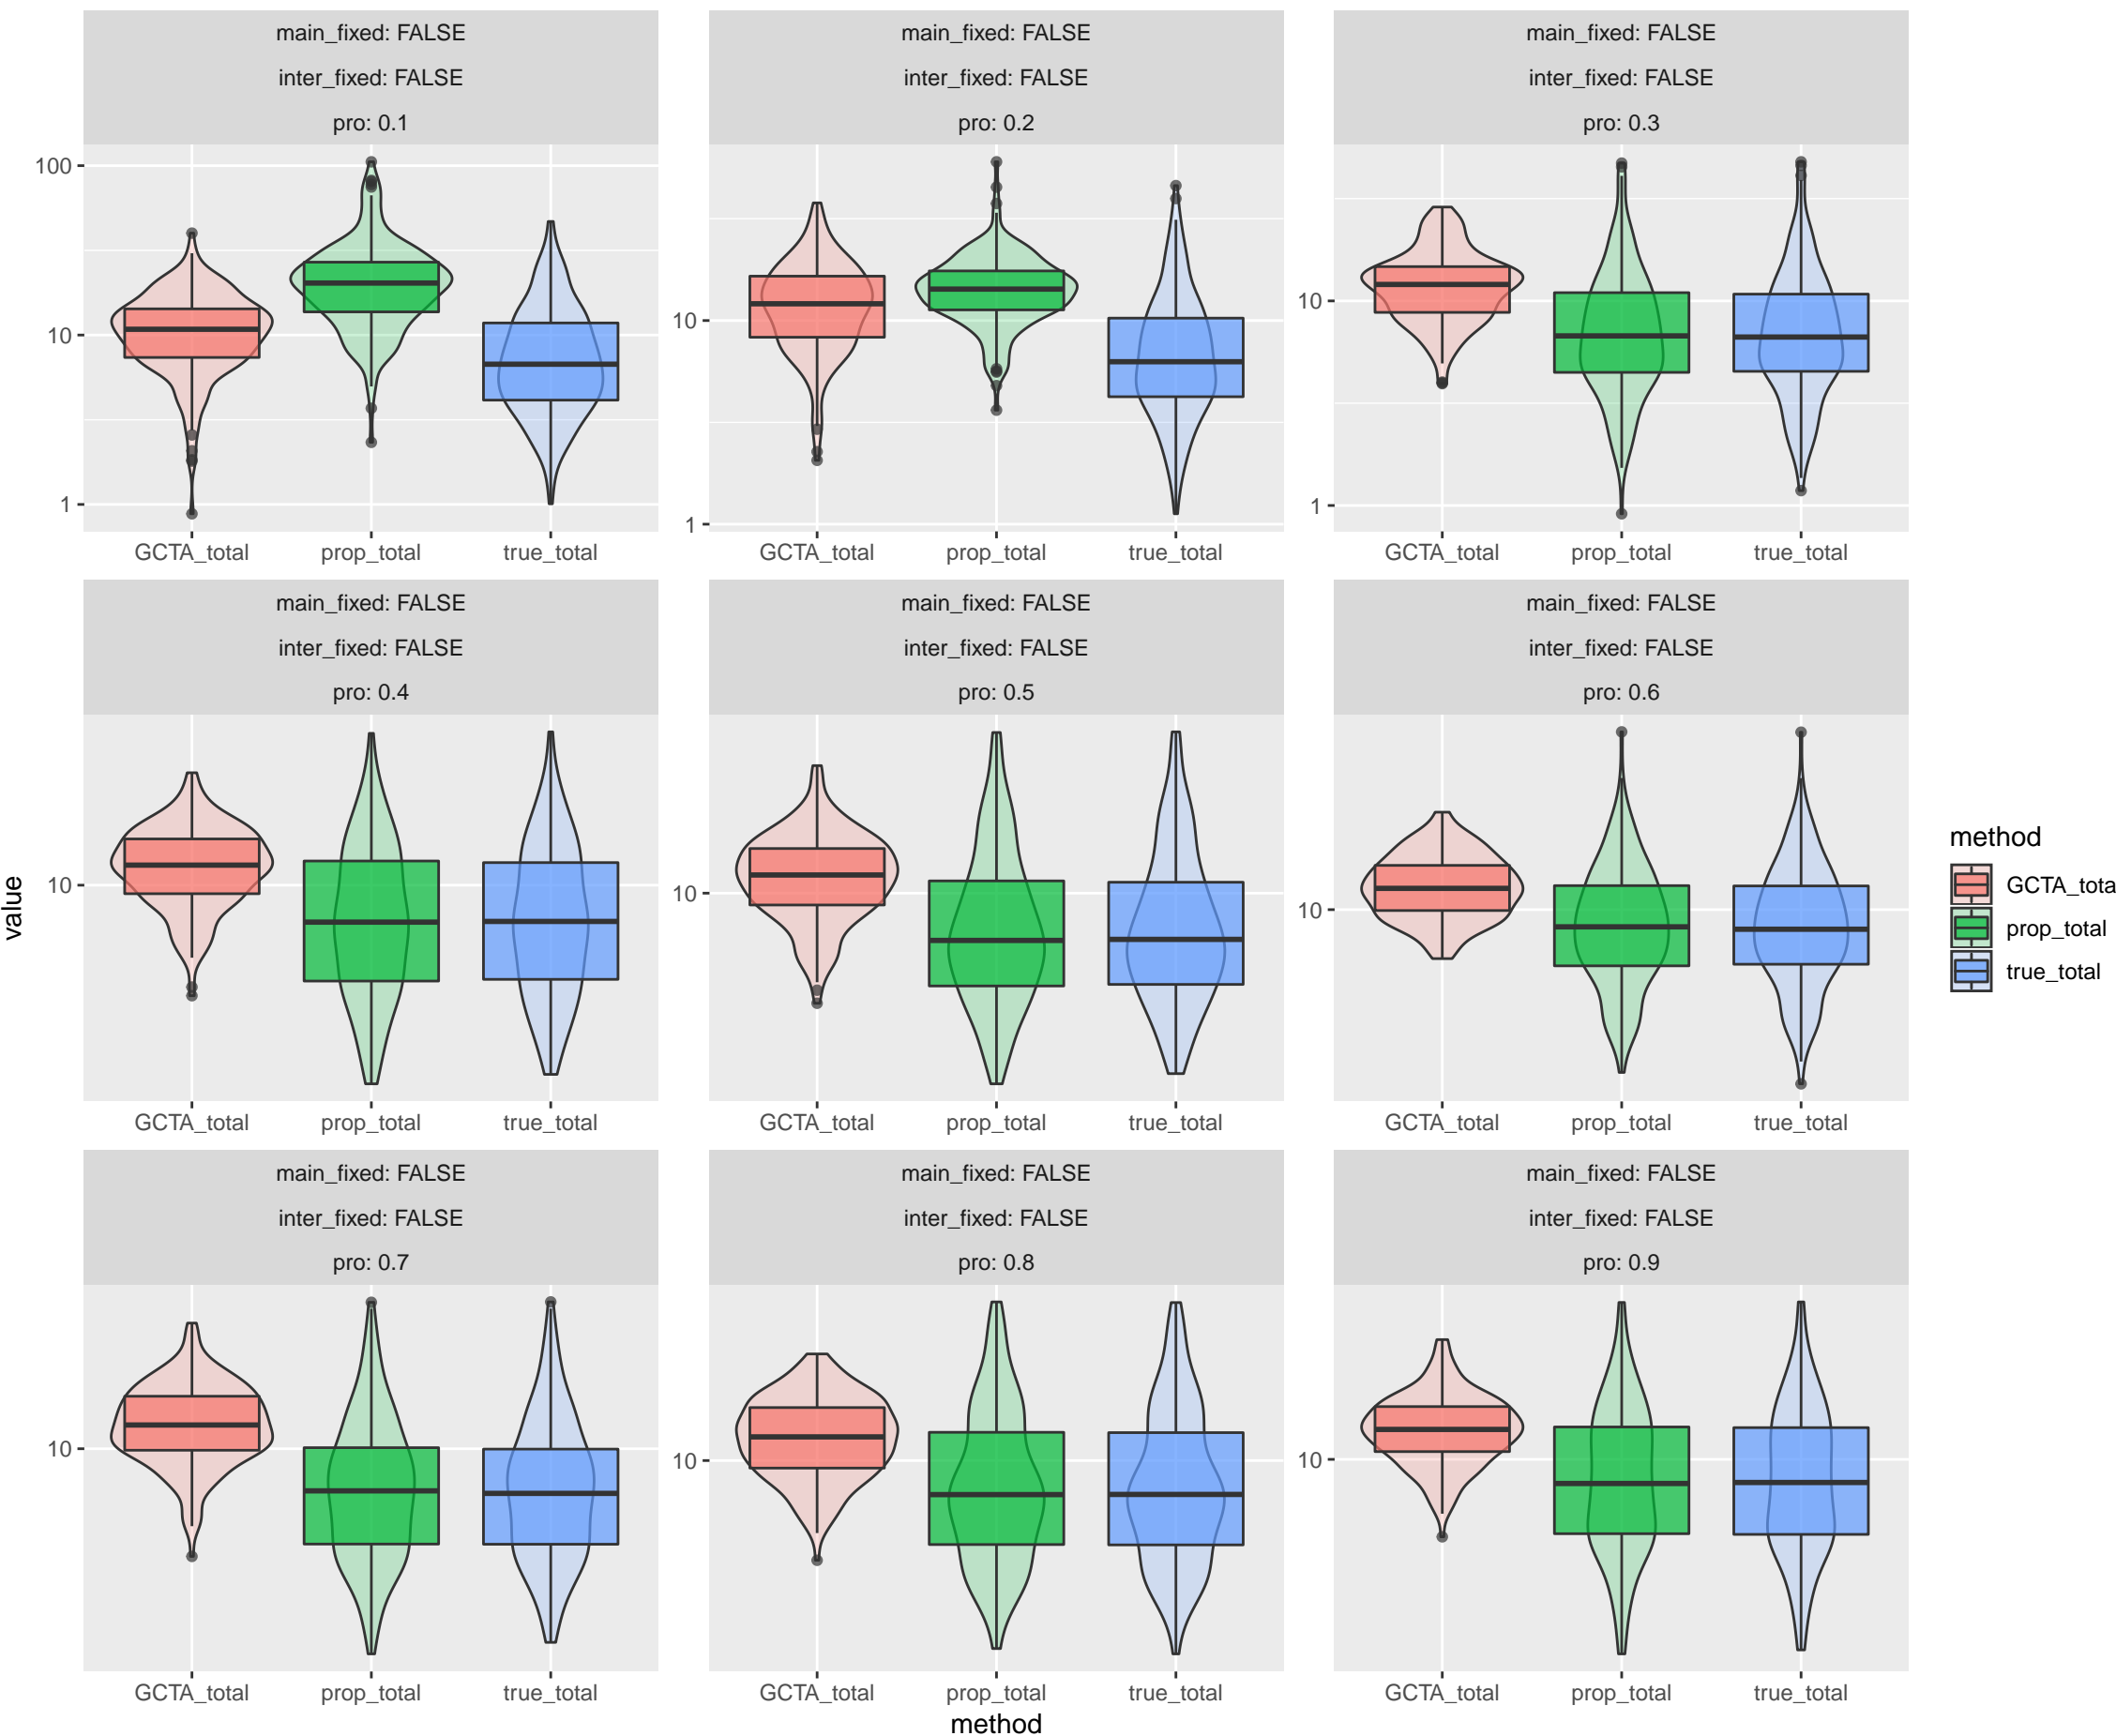 main_fixed: FALSE
inter_fixed: FALSE
pro: 0.1
main_fixed: FALSE
inter_fixed: FALSE
pro: 0.2
main_fixed: FALSE
inter_fixed: FALSE
pro: 0.3
100
10
1
10
1
10
1
GCTA_total prop_total true_total
GCTA_total prop_total true_total
GCTA_total prop_total true_total
main_fixed: FALSE
inter_fixed: FALSE
pro: 0.4
main_fixed: FALSE
inter_fixed: FALSE
pro: 0.5
main_fixed: FALSE
inter_fixed: FALSE
pro: 0.6
10
10
10
GCTA_total prop_total true_total
GCTA_total prop_total true_total
GCTA_total prop_total true_total
main_fixed: FALSE
inter_fixed: FALSE
pro: 0.7
main_fixed: FALSE
inter_fixed: FALSE
pro: 0.8
main_fixed: FALSE
inter_fixed: FALSE
pro: 0.9
10
10
10
GCTA_total prop_total true_total
GCTA_total prop_total true_total
GCTA_total prop_total true_total
method
value
method
GCTA_tota
prop_total
true_total